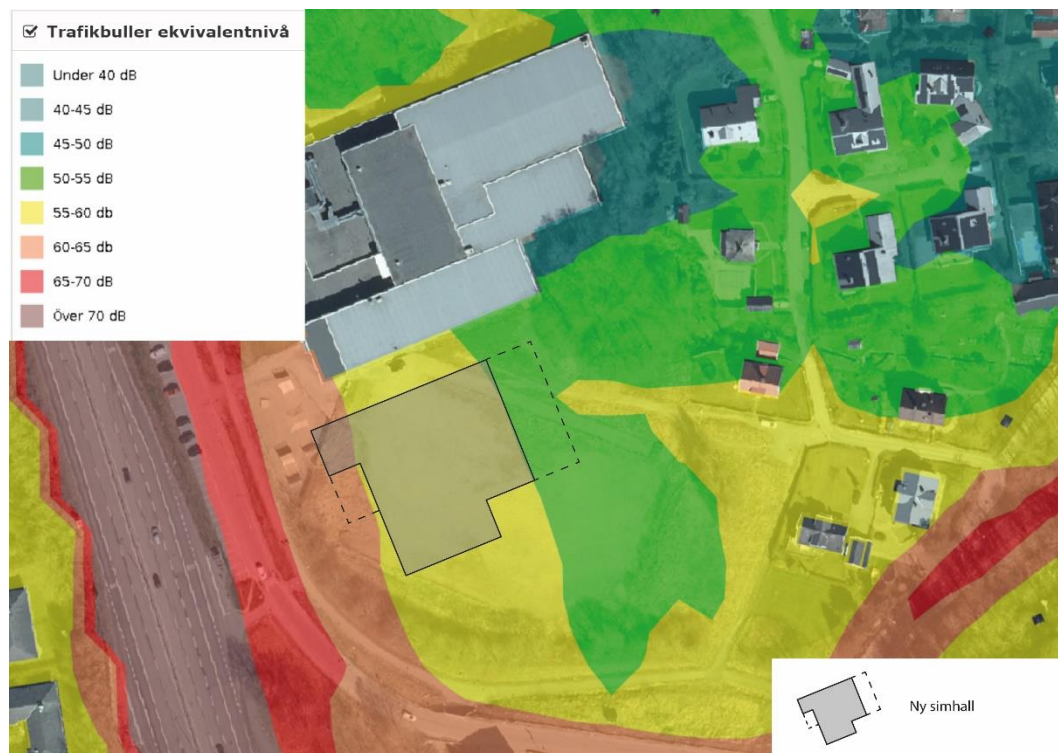 Trafikbuller ekvivalentnivå
Under 40 dB
40-45 dB
45-50 dB
50-55 dB
55-60 db
60-65 db
65-70 dB
Över 70 dB
Ny simhall